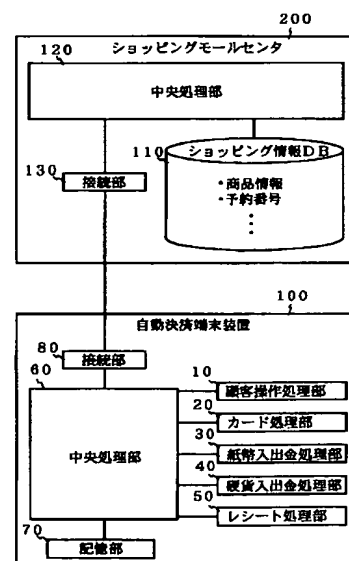 200
ショッピングモールセンタ
120
中央処理部
110
ショッピング情報DB
・商品情報
・予約番号
・
・
・
130
接続部
100
自動決済端末装置
80
接続部
60
中央処理部
10
顧客操作処理部
20
カード処理部
30
紙幣入出金処理部
40
硬貨入出金処理部
50
レシート処理部
70
記憶部